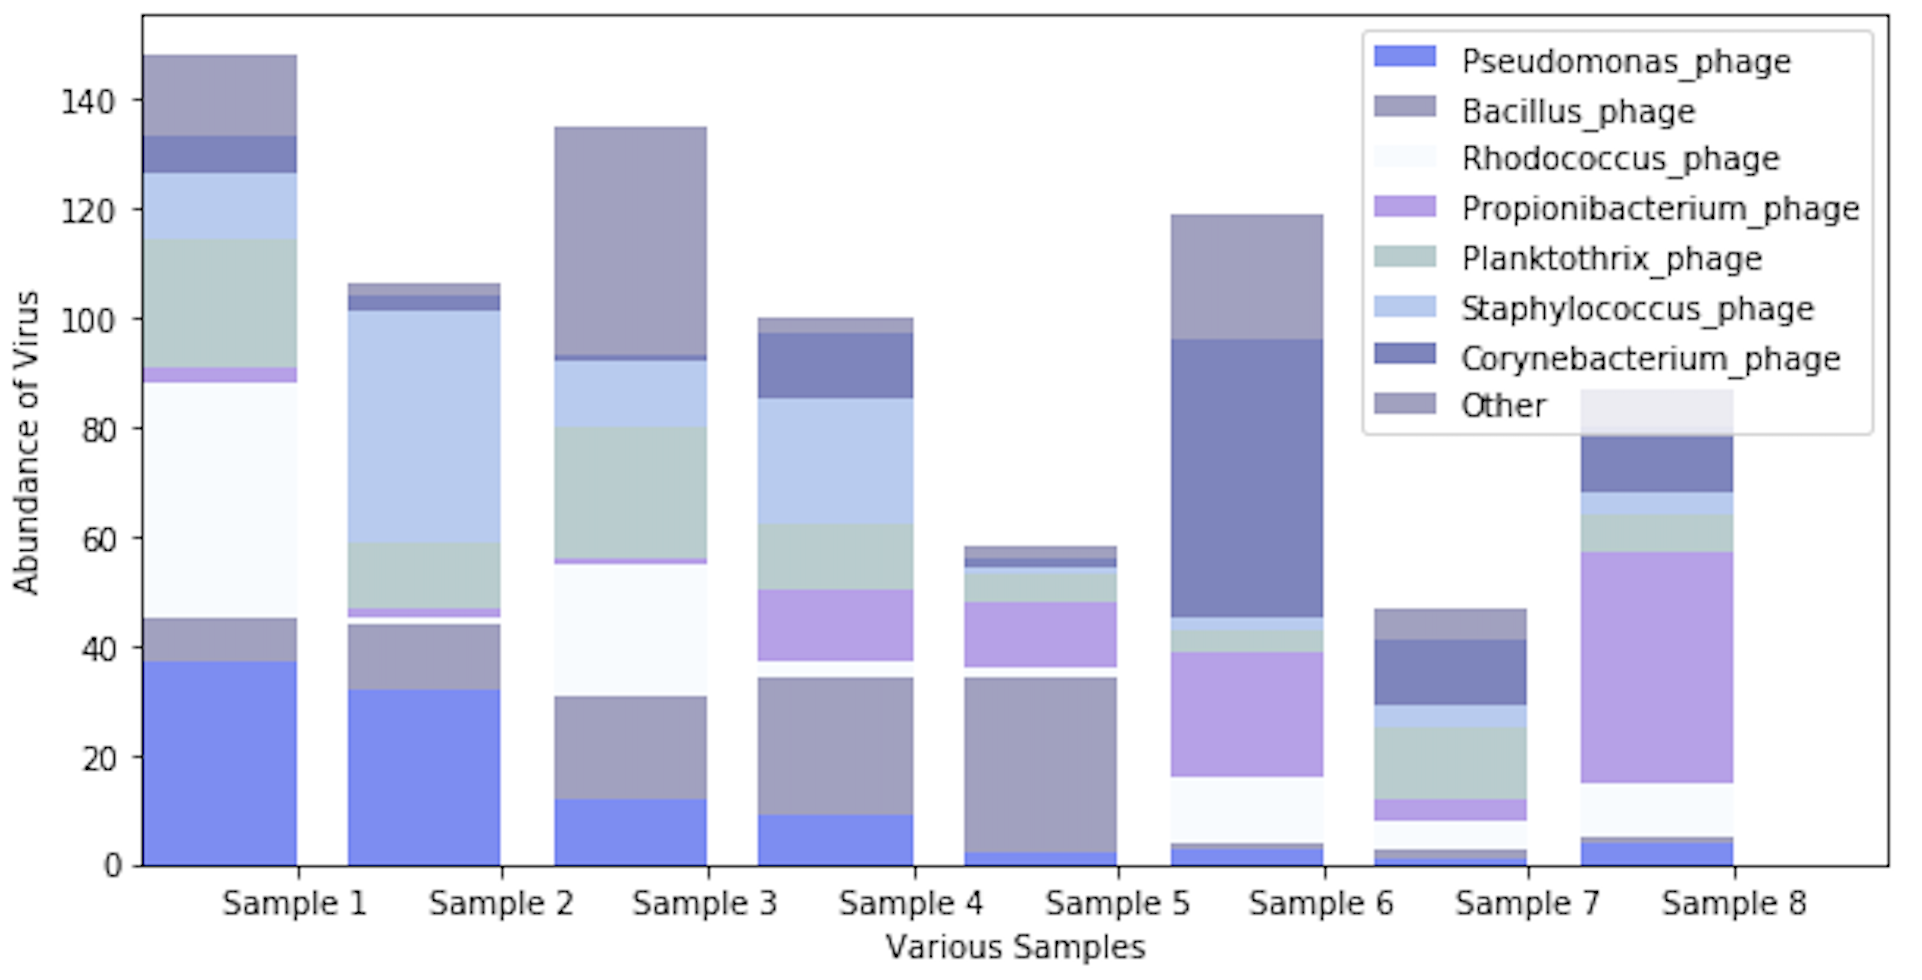 140
120
100
80
60
40
20
0
Abundance of Virus
Pseudomonas_phage
Bacillus_phage
Rhodococcus_phage
Propionibacterium_phage
Planktothrix_phage
Staphylococcus_phage
Corynebacterium_phage
Other
Sample 1 Sample 2 Sample 3 Sample 4 Sample 5 Sample 6 Sample 7 Sample 8
Various Samples